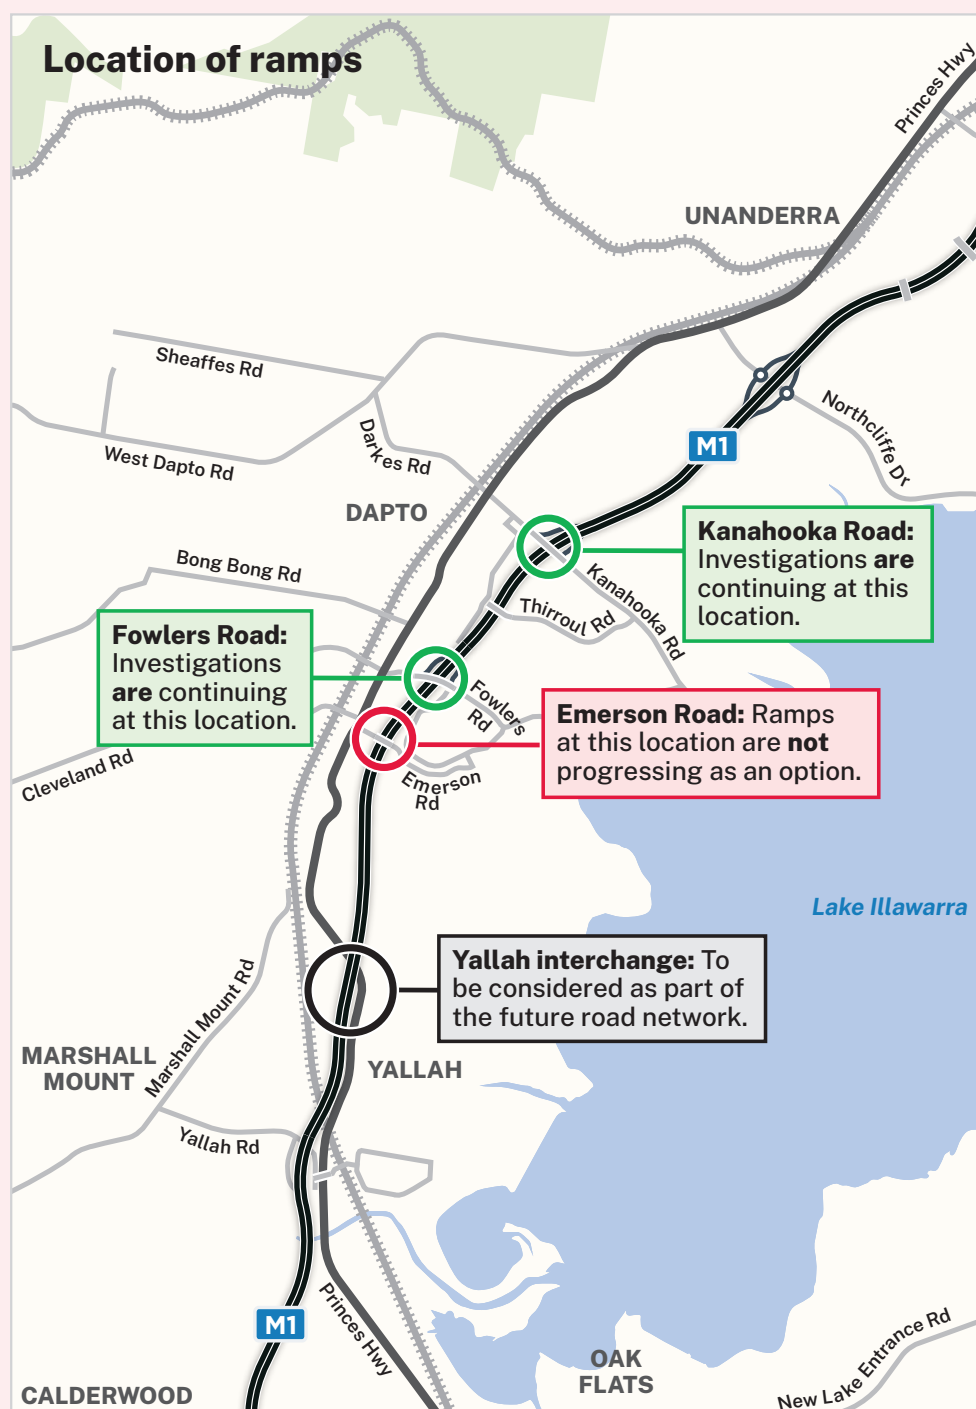 Location of ramps
Princes Hwy
UNANDERRA
Sheaffes Rd
Northcliffe Dr
Darkes Rd
M1
West Dapto Rd
DAPTO
Kanahooka Road:
Investigations are
continuing at this
location.
Bong Bong Rd
Kanahooka Rd
Thirroul Rd
Fowlers Road:
Investigations
are continuing
at this location.
Fowlers
Rd
Emerson Road: Ramps
at this location are not
progressing as an option.
Cleveland Rd
Emerson
Rd
Lake Illawarra
Yallah interchange: To
be considered as part of
the future road network.
Marshall Mount Rd
MARSHALL
MOUNT
YALLAH
Yallah Rd
Princes Hwy
M1
OAK
FLATS
New Lake Entrance Rd
CALDERWOOD